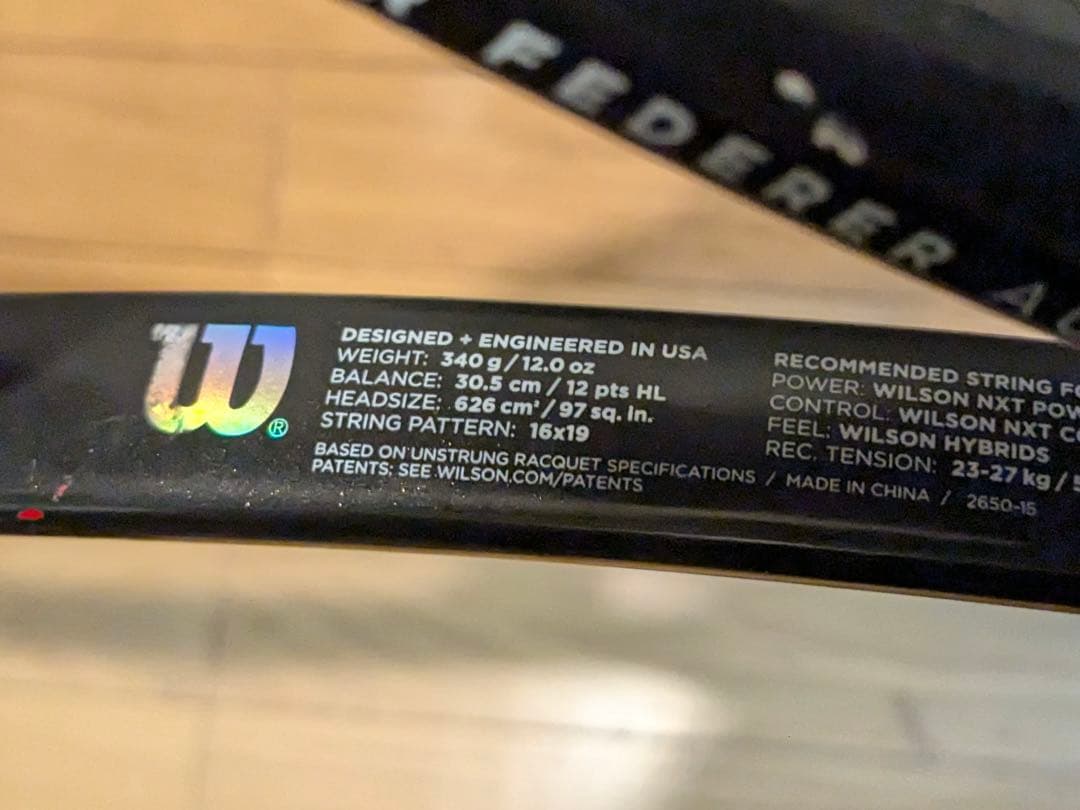 FEDERER
DESIGNED + ENGINEERED IN USA
WEIGHT: 340 g / 12.0 oz
BALANCE: 30.5 cm / 12 pts HL
HEADSIZE: 626 cm² / 97 sq. in.
STRING PATTERN: 16x19
BASED ON UNSTRUNG RACQUET SPECIFICATIONS / MADE IN CHINA / 2650-15
PATENTS: SEE WILSON.COM/PATENTS
W®
RECOMMENDED STRING
POWER: WILSON NXT
CONTROL: WILSON NXT
FEEL: WILSON HYBRIDS
REC. TENSION: 23-27 kg /